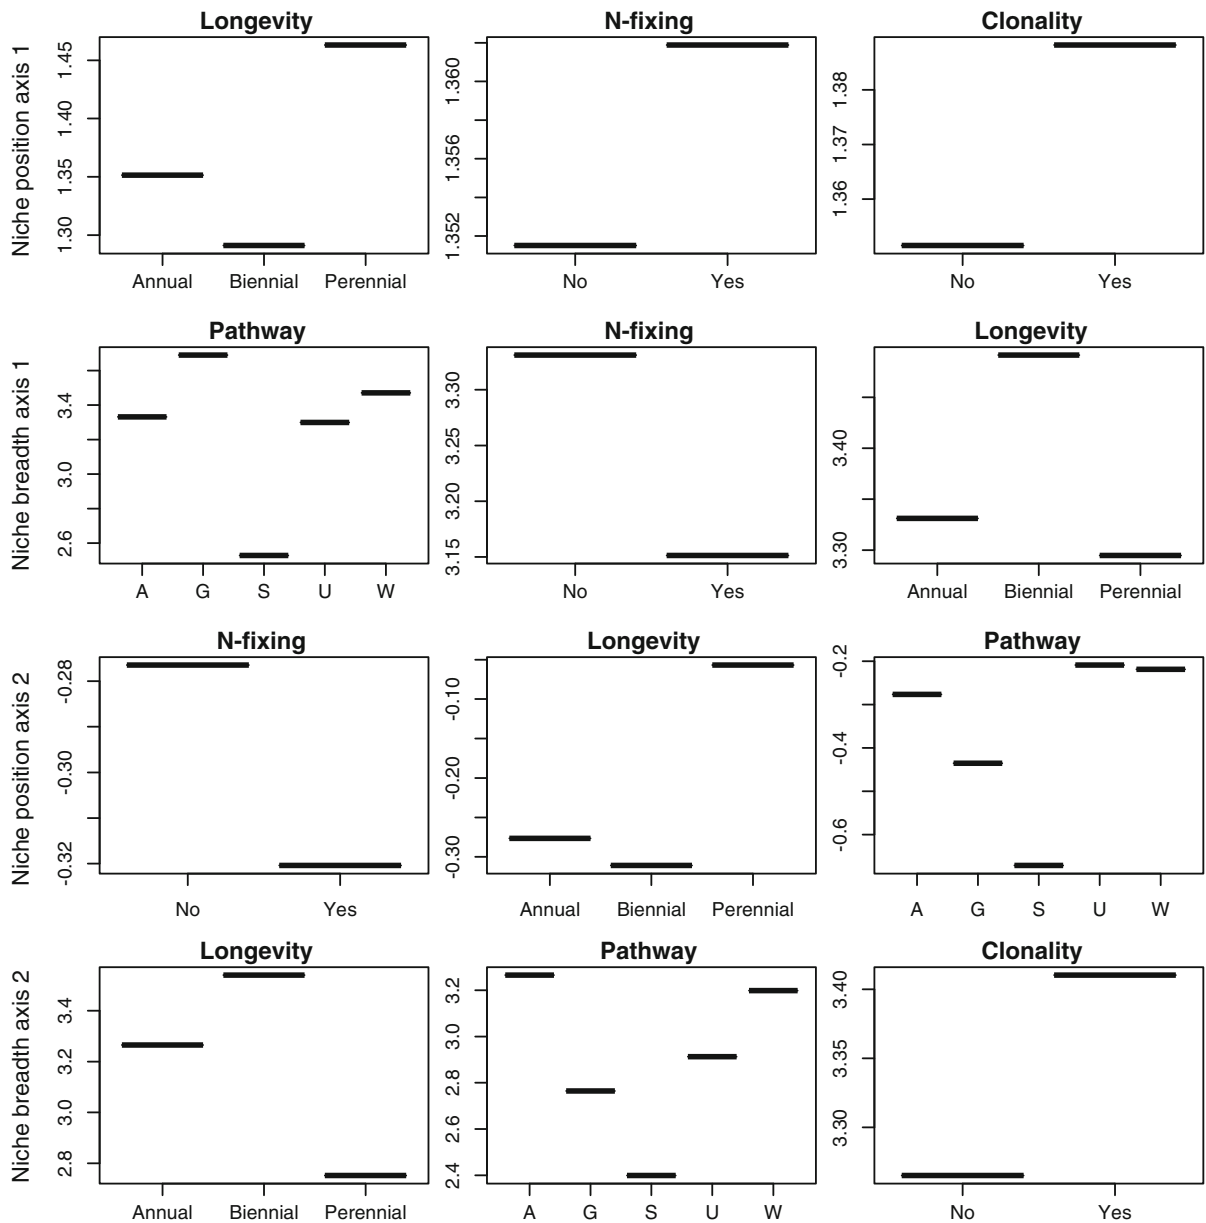 Longevity N-fixing Clonality
Niche position axis 1
1.45
1.40
1.35
1.30
Annual Biennial Perennial
1.360
1.356
1.352
No Yes
1.38
1.37
1.36
No Yes
Pathway N-fixing Longevity
Niche breadth axis 1
3.4
3.0
2.6
A G S U W
3.30
3.25
3.20
3.15
No Yes
3.40
3.30
Annual Biennial Perennial
N-fixing Longevity Pathway
Niche position axis 2
-0.28
-0.30
-0.32
No Yes
-0.10
-0.20
-0.30
Annual Biennial Perennial
-0.2
-0.4
-0.6
A G S U W
Longevity Pathway Clonality
Niche breadth axis 2
3.4
3.2
3.0
2.8
Annual Biennial Perennial
3.2
3.0
2.8
2.6
2.4
A G S U W
3.40
3.35
3.30
No Yes